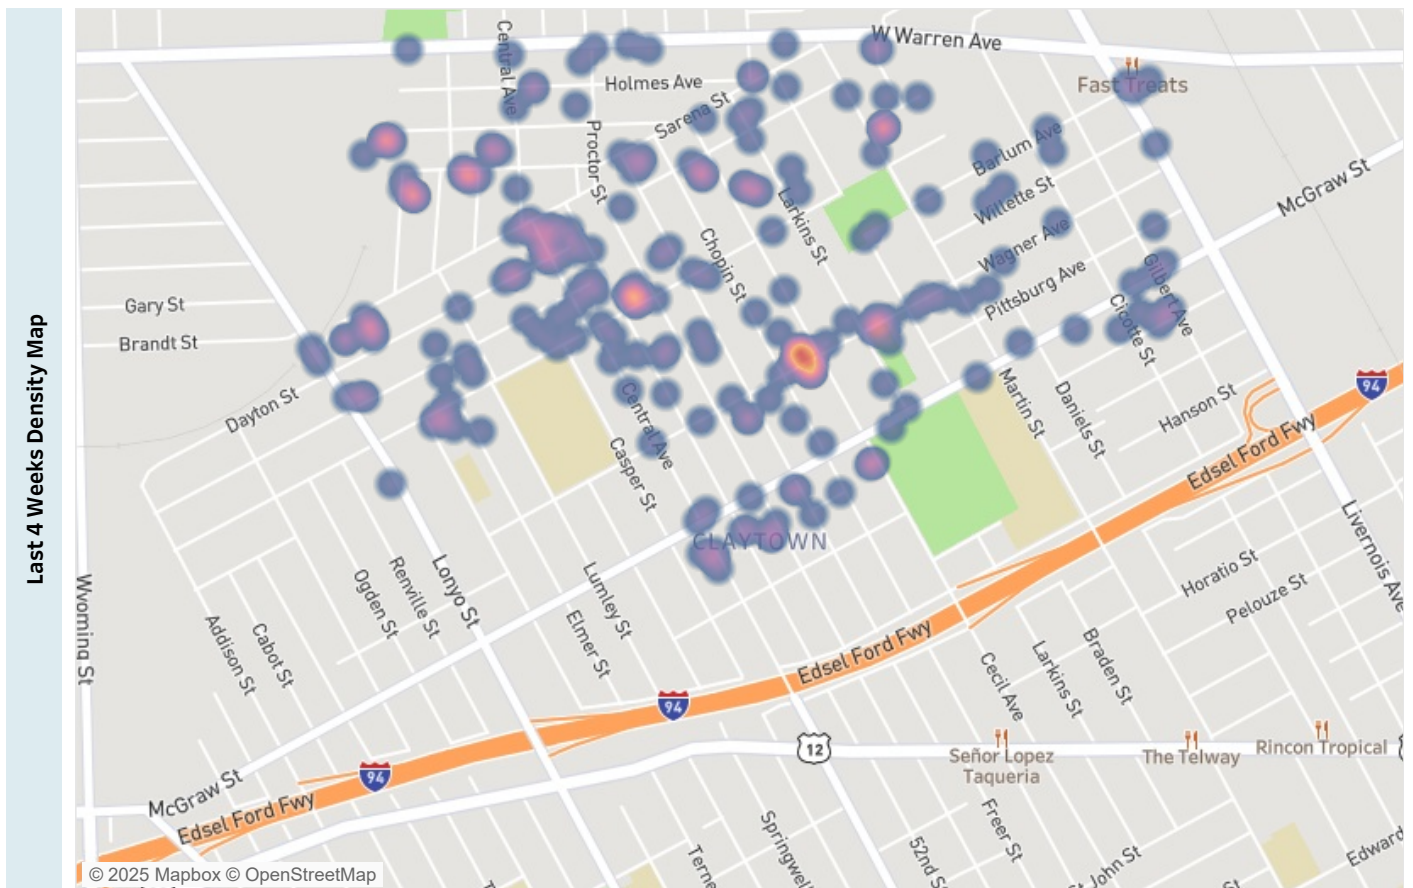 Last 4 Weeks Density Map
W Warren Ave
Central Ave
Holmes Ave
Fast Treats
Sarena St
Proctor St
Barlum Ave
McGraw St
Willette St
Larkins St
Chopin St
Wagner Ave
Pittsburg Ave
Gilbert Ave
Cicotte St
Gary St
Brandt St
94
Dayton St
Central Ave
Martin St
Daniels St
Hanson St
Edsel Ford Fwy
Casper St
CLAYTOWN
Livernois Ave
Wyoming St
Lonyo St
Renville St
Ogden St
Lumley St
Elmer St
Horatio St
Pelouze St
Addison St
Cabot St
Edsel Ford Fwy
Cecil Ave
Larkins St
Braden St
94
12
Señor Lopez
Taqueria
The Telway
Rincon Tropical
94
McGraw St
Edsel Ford Fwy
Freer St
Springwel
52nd S
St John St
Edward
Terne
© 2025 Mapbox © OpenStreetMap